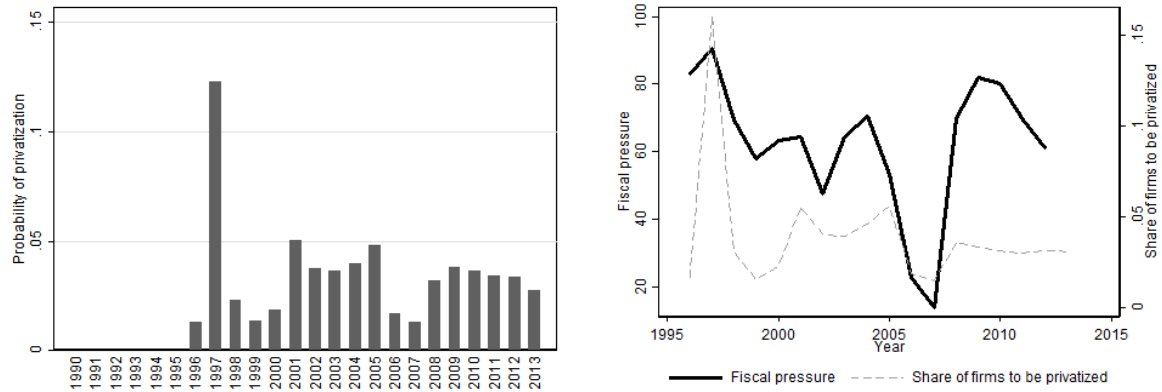 Probability of privatization
0 .05 .1 .15
1990 1991 1992 1993 1994 1995 1996 1997 1998 1999 2000 2001 2002 2003 2004 2005 2006 2007 2008 2009 2010 2011 2012 2013
Fiscal pressure
20 40 60 80 100
Share of firms to be privatized
0 .05 .1 .15
1995 2000 2005 2010 2015
Year
Fiscal pressure Share of firms to be privatized